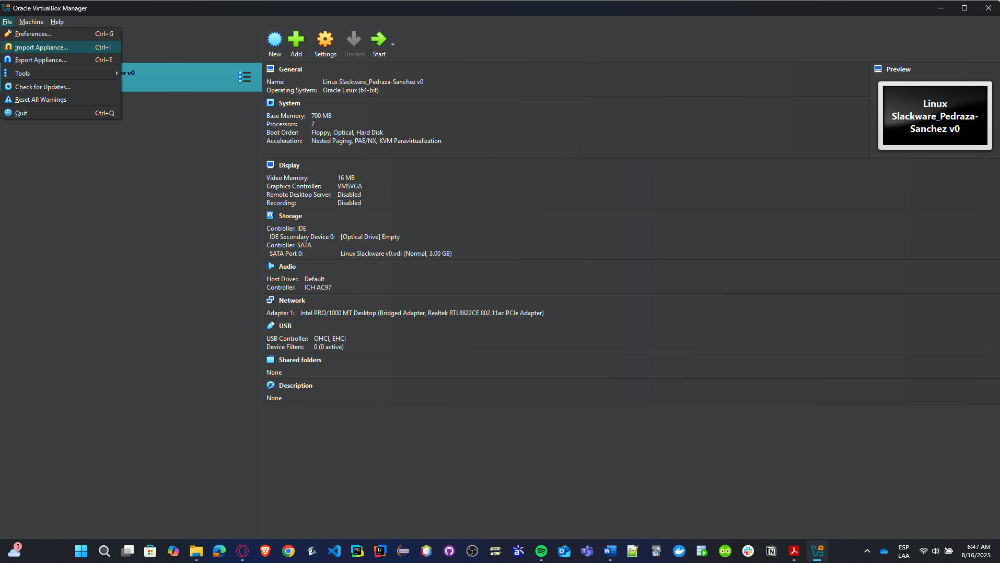 Oracle VirtualBox Manager
File Machine Help
Preferences... Ctrl+G
Import Appliance... Ctrl+I
Export Appliance... Ctrl+E
Tools
Check for Updates...
Reset All Warnings
Quit Ctrl+Q
ez v0
New Add Settings Discard Start
General
Name: Linux Slackware_Pedraza-Sanchez v0
Operating System: Oracle Linux (64-bit)
System
Base Memory: 700 MB
Processors: 2
Boot Order: Floppy, Optical, Hard Disk
Acceleration: Nested Paging, PAE/NX, KVM Paravirtualization
Preview
Linux
Slackware_Pedraza-
Sanchez v0
Display
Video Memory: 16 MB
Graphics Controller: VMSVGA
Remote Desktop Server: Disabled
Recording: Disabled
Storage
Controller: IDE
IDE Secondary Device 0: [Optical Drive] Empty
Controller: SATA
SATA Port 0: Linux Slackware v0.vdi (Normal, 3.00 GB)
Audio
Host Driver: Default
Controller: ICH AC97
Network
Adapter 1: Intel PRO/1000 MT Desktop (Bridged Adapter, Realtek RTL8822CE 802.11ac PCIe Adapter)
USB
USB Controller: OHCI, EHCI
Device Filters: 0 (0 active)
Shared folders
None
Description
None
3
PC
ESP
LAA
6:47 AM
8/16/2025